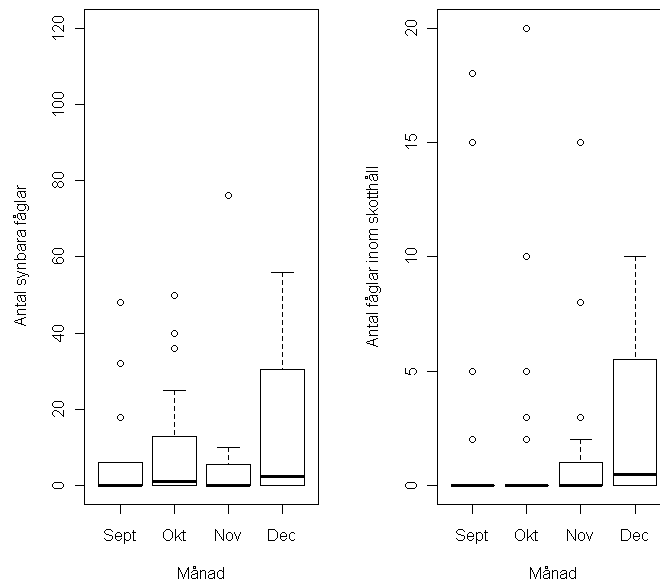 Antal synbara fåglar
120
100
80
60
40
20
0
Sept Okt Nov Dec
Månad
Antal fåglar inom skotthåll
20
15
10
5
0
Sept Okt Nov Dec
Månad